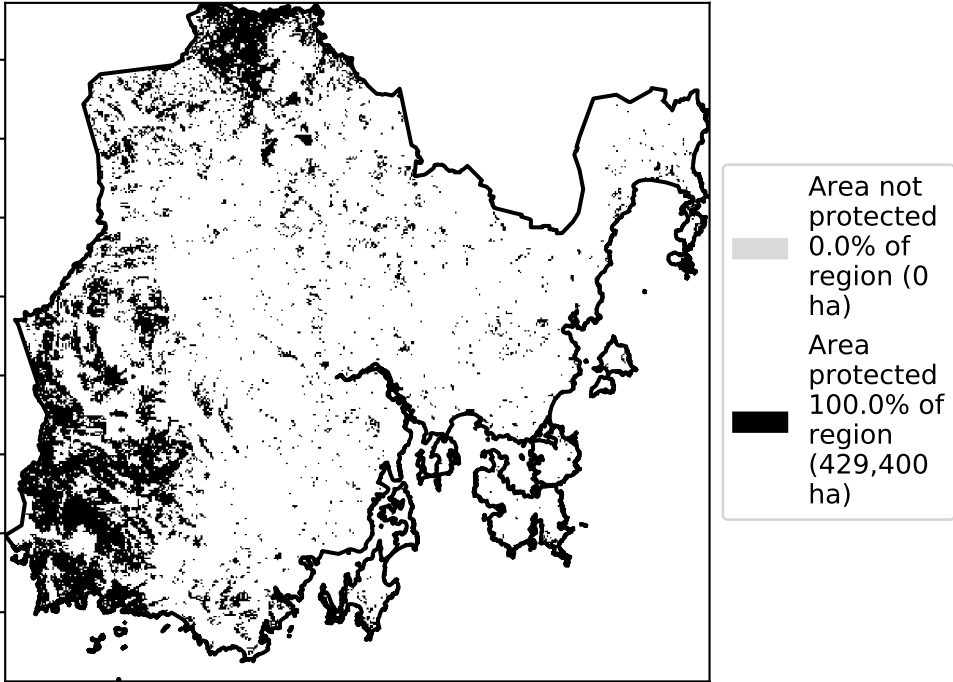 Area not
protected
0.0% of
region (0
ha)
Area
protected
100.0% of
region
(429,400
ha)